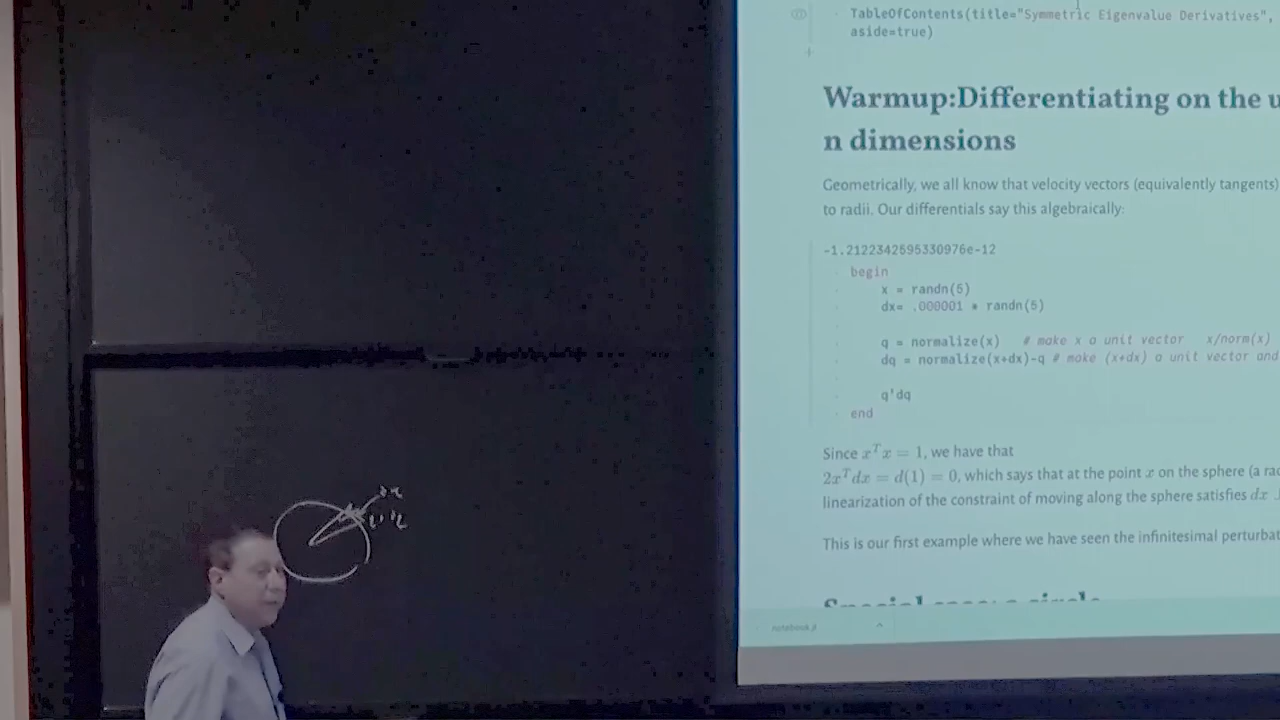 TableOfContents(title="Symmetric Eigenvalue Derivatives",
aside=true)
Warmup:Differentiating on the u
n dimensions
Geometrically, we all know that velocity vectors (equivalently tangents)
to radii. Our differentials say this algebraically:
-1.2122342595330976e-12
begin
x = randn(5)
dx= .000001 * randn(5)
q = normalize(x) # make x a unit vector x/norm(x)
dq = normalize(x+dx)-q # make (x+dx) a unit vector and
q'dq
end
Since $x^T x = 1$, we have that
$2x^T dx = d(1) = 0$, which says that at the point $x$ on the sphere (a rad
linearization of the constraint of moving along the sphere satisfies $dx$
This is our first example where we have seen the infinitesimal perturbat
notebook.jl